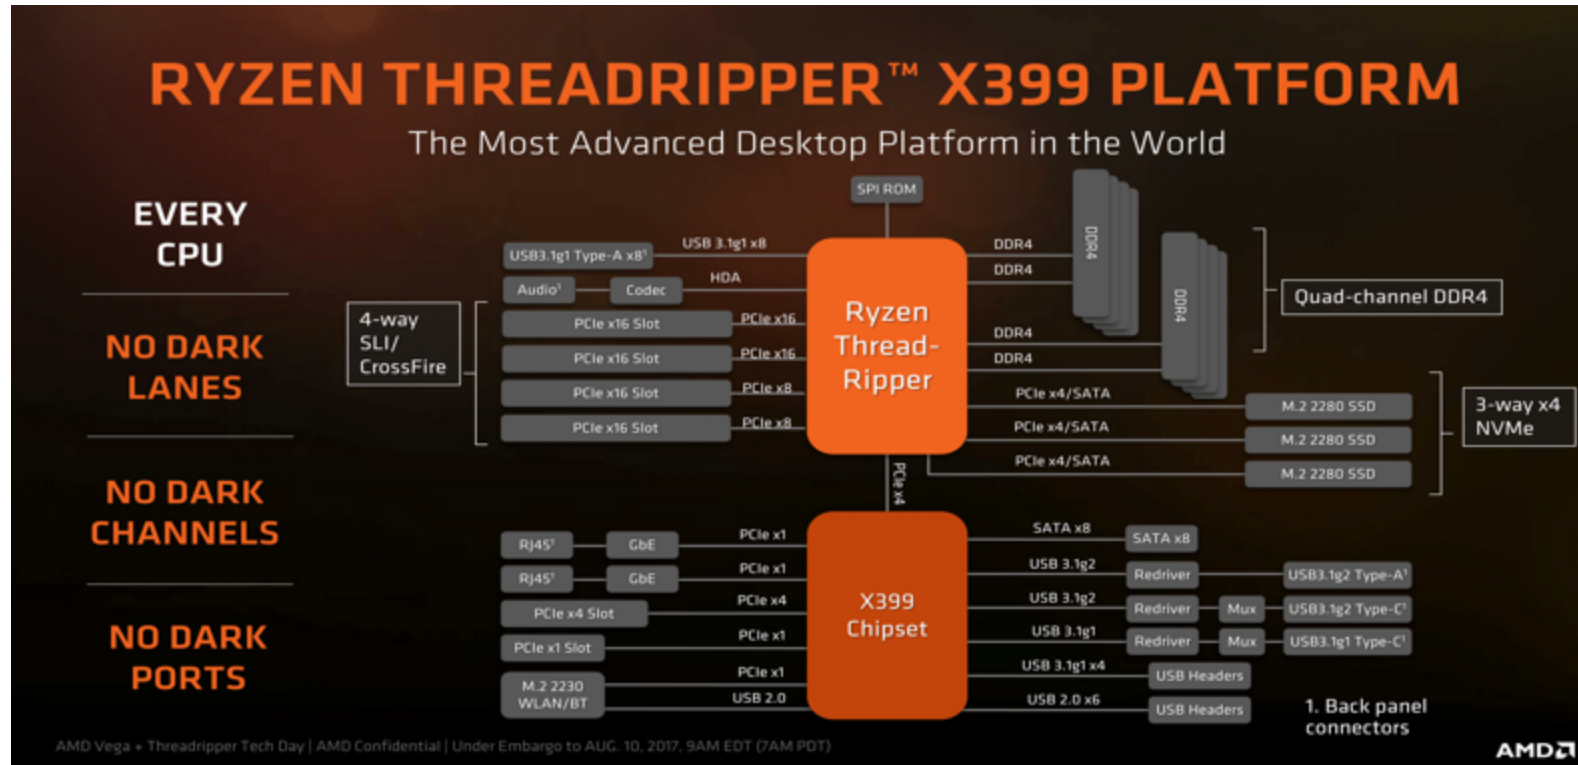 RYZEN THREADRIPPER™ X399 PLATFORM
The Most Advanced Desktop Platform in the World
EVERY
CPU
NO DARK
LANES
NO DARK
CHANNELS
NO DARK
PORTS
4-way
SLI/
CrossFire
SPI ROM
USB3.1g1 Type-A x8¹
USB 3.1g1 x8
Audio¹
Codec
HDA
PCIe x16 Slot
PCIe x16
PCIe x16 Slot
PCIe x16
PCIe x16 Slot
PCIe x8
PCIe x16 Slot
PCIe x8
Ryzen
Thread-
Ripper
DDR4
DDR4
DDR4
DDR4
DDR4
DDR4
Quad-channel DDR4
PCIe x4/SATA
M.2 2280 SSD
PCIe x4/SATA
M.2 2280 SSD
PCIe x4/SATA
M.2 2280 SSD
3-way x4
NVMe
PCIe x4
RJ45¹
GbE
PCIe x1
RJ45¹
GbE
PCIe x1
PCIe x4 Slot
PCIe x4
PCIe x1 Slot
PCIe x1
M.2 2230
WLAN/BT
PCIe x1
USB 2.0
X399
Chipset
SATA x8
SATA x8
USB 3.1g2
Redriver
USB3.1g2 Type-A¹
USB 3.1g2
Redriver
Mux
USB3.1g2 Type-C¹
USB 3.1g1
Redriver
Mux
USB3.1g1 Type-C¹
USB 3.1g1 x4
USB Headers
USB 2.0 x6
USB Headers
1. Back panel
connectors
AMD Vega + Threadripper Tech Day | AMD Confidential | Under Embargo to AUG. 10, 2017, 9AM EDT (7AM PDT)
AMD